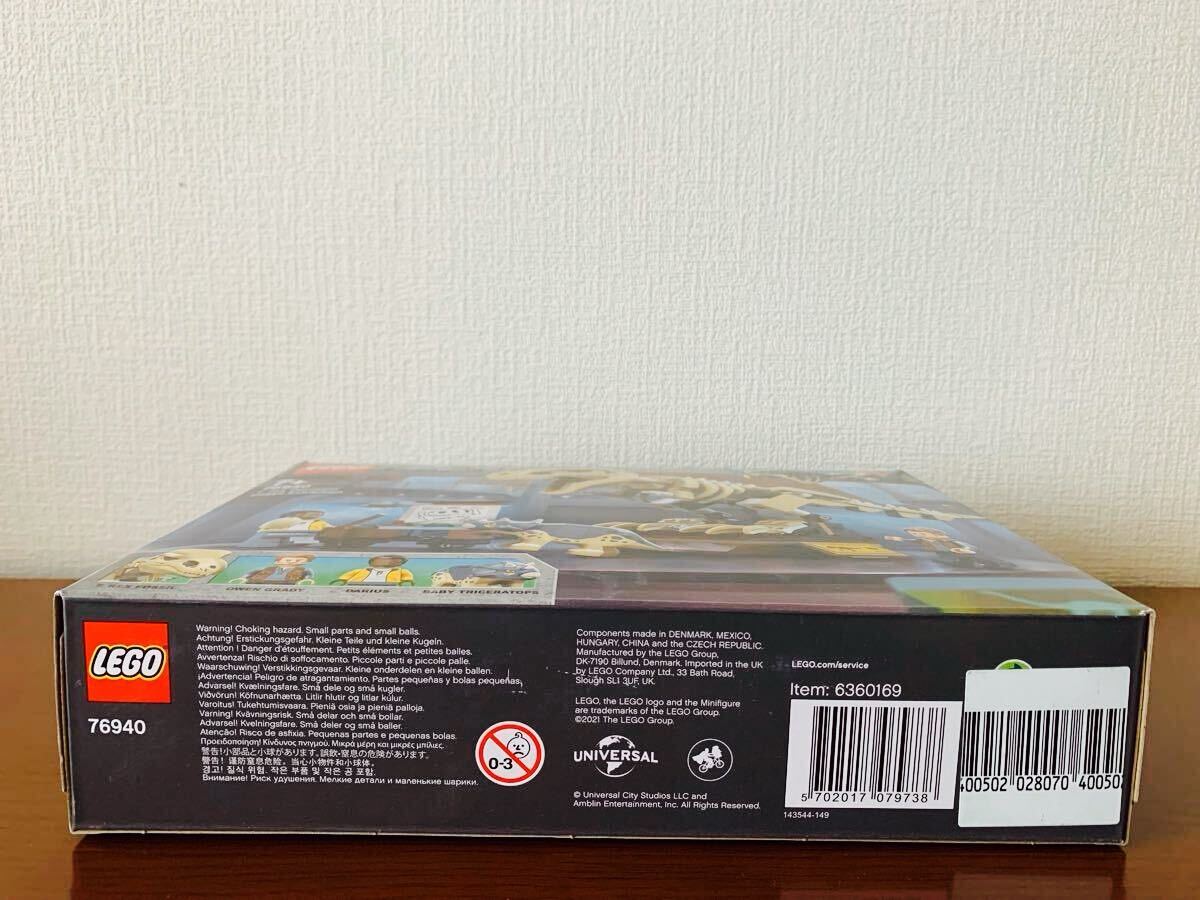 OWEN GRADY
DARIUS
BABY TRICERATOPS
LEGO
76940
Warning! Choking hazard. Small parts and small balls.
Achtung! Erstickungsgefahr. Kleine Teile und kleine Kugeln.
Attention ! Danger d'étouffement. Petits éléments et petites balles.
Avvertenza! Rischio di soffocamento. Piccole parti e piccole palle.
Waarschuwing! Verstikkingsgevaar. Kleine onderdelen en kleine ballen.
¡Advertencia! Peligro de atragantamiento. Partes pequeñas y bolas pequeñas.
Advarsel! Kvælningsfare. Små dele og små kugler.
Viðvörun! Köfnunarhætta. Litlir hlutir og litlar kúlur.
Varoitus! Tukehtumisvaara. Pieniä osia ja pieniä palloja.
Varning! Kvävningsrisk. Små delar och små bollar.
Advarsel! Kvelningsfare. Små deler og små baller.
Atenção! Risco de asfixia. Pequenas partes e pequenas bolas.
Προειδοποίηση! Κίνδυνος πνιγμού. Μικρά μέρη και μικρές μπίλιες.
警告!小部品と小球があります。誤飲・窒息の危険があります。
警告！谨防窒息危险。当心小物件和小球体。
경고! 질식 위험. 작은 부품 및 작은 공 포함.
Внимание! Риск удушения. Мелкие детали и маленькие шарики.
0-3
Components made in DENMARK, MEXICO,
HUNGARY, CHINA and the CZECH REPUBLIC.
Manufactured by the LEGO Group,
DK-7190 Billund, Denmark. Imported in the UK
by LEGO Company Ltd., 33 Bath Road,
Slough SL1 3UF, UK.
LEGO, the LEGO logo and the Minifigure
are trademarks of the LEGO Group.
©2021 The LEGO Group.
UNIVERSAL
© Universal City Studios LLC and
Amblin Entertainment, Inc. All Rights Reserved.
LEGO.com/service
Item: 6360169
5 702017 079738
143544-149
400502 028070 40050